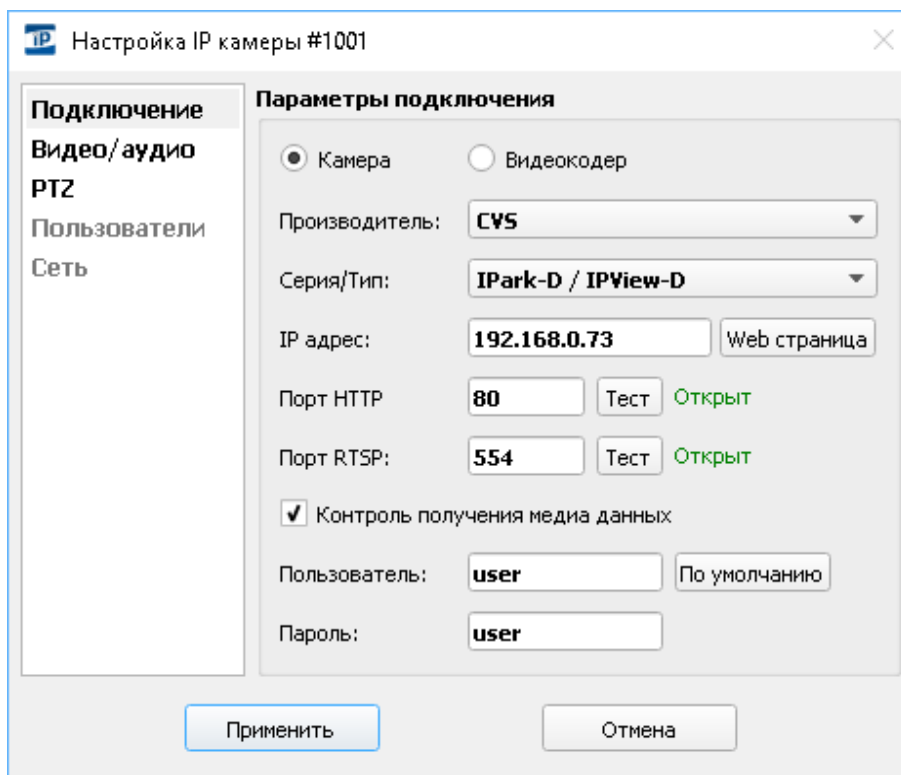 iP Настройка IP камеры #1001
Подключение
Видео/аудио
PTZ
Пользователи
Сеть
Параметры подключения
Камера Видеокодер
Производитель: CVS
Серия/Тип: IPark-D / IPView-D
IP адрес: 192.168.0.73 Web страница
Порт HTTP 80 Тест Открыт
Порт RTSP: 554 Тест Открыт
Контроль получения медиа данных
Пользователь: user По умолчанию
Пароль: user
Применить Отмена